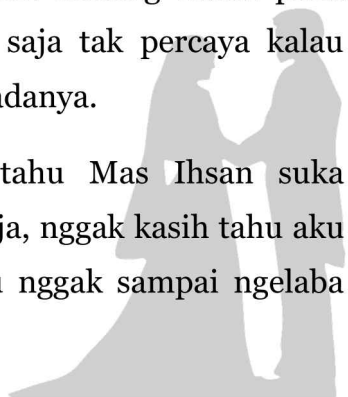 saja tak percaya kalau
danya.
tahu Mas Ihsan suka
ja, nggak kasih tahu aku
nggak sampai ngelaba